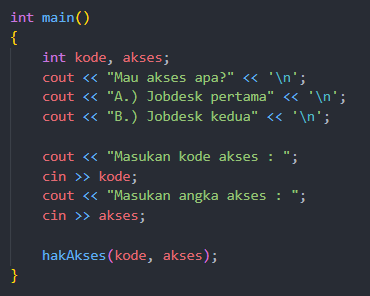 int main()
{
int kode, akses;
cout << "Mau akses apa?" << '\n';
cout << "A.) Jobdesk pertama" << '\n';
cout << "B.) Jobdesk kedua" << '\n';
cout << "Masukan kode akses : ";
cin >> kode;
cout << "Masukan angka akses : ";
cin >> akses;
hakAkses(kode, akses);
}